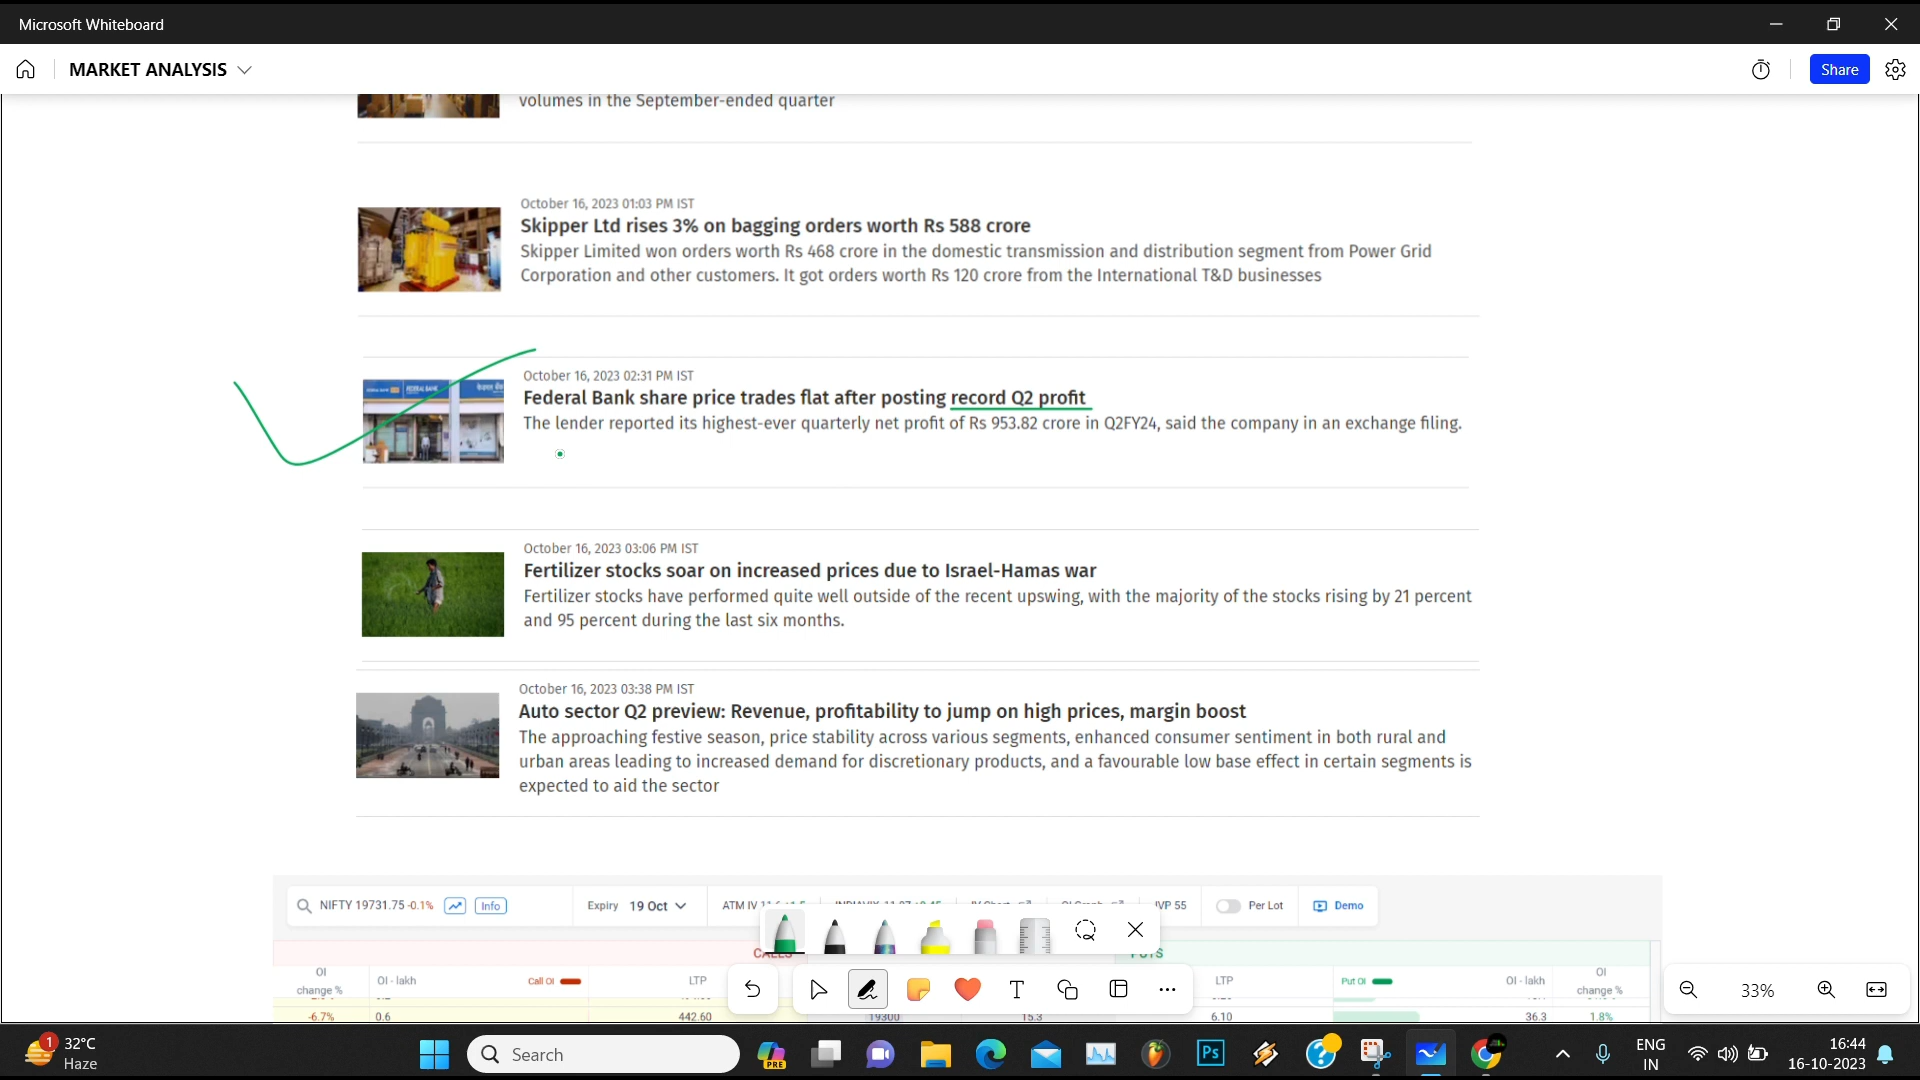 Microsoft Whiteboard
MARKET ANALYSIS
Share
volumes in the September-ended quarter
October 16, 2023 01:03 PM IST
Skipper Ltd rises 3% on bagging orders worth Rs 588 crore
Skipper Limited won orders worth Rs 468 crore in the domestic transmission and distribution segment from Power Grid
Corporation and other customers. It got orders worth Rs 120 crore from the International T&D businesses
FEDERAL BANK
October 16, 2023 02:31 PM IST
Federal Bank share price trades flat after posting record Q2 profit
The lender reported its highest-ever quarterly net profit of Rs 953.82 crore in Q2FY24, said the company in an exchange filing.
October 16, 2023 03:06 PM IST
Fertilizer stocks soar on increased prices due to Israel-Hamas war
Fertilizer stocks have performed quite well outside of the recent upswing, with the majority of the stocks rising by 21 percent
and 95 percent during the last six months.
October 16, 2023 03:38 PM IST
Auto sector Q2 preview: Revenue, profitability to jump on high prices, margin boost
The approaching festive season, price stability across various segments, enhanced consumer sentiment in both rural and
urban areas leading to increased demand for discretionary products, and a favourable low base effect in certain segments is
expected to aid the sector
NIFTY 19731.75 -0.1% Info Expiry 19 Oct ATM IV IVP 55 Per Lot Demo
CALLS PUTS
OI change % OI - lakh Call OI LTP LTP Put OI OI - lakh OI change %
-6.7% 0.6 442.60 19300 15.3 6.10 36.3 1.8%
33%
1 32°C
Haze
Search
PRE
Ps
ENG
IN
16:44
16-10-2023